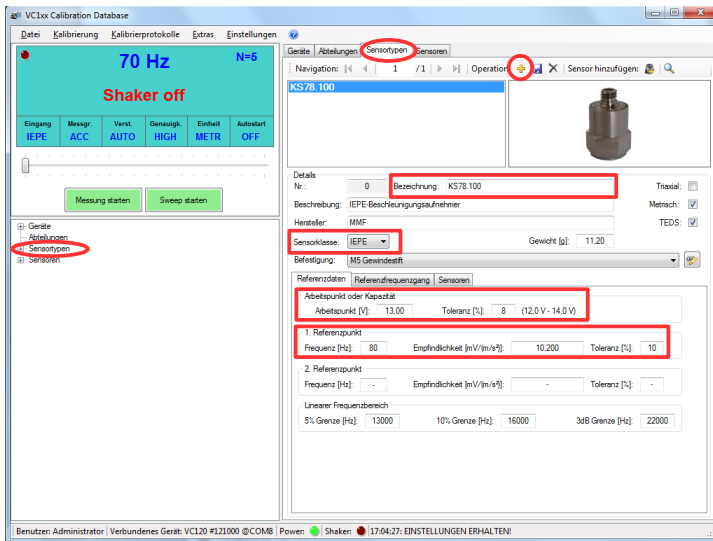 VC1xx Calibration Database
Datei Kalibrierung Kalibrierprotokolle Extras Einstellungen
70 Hz N=5
Shaker off
Eingang Messgr. Verst. Genauigk. Einheit Autostart
IEPE ACC AUTO HIGH METR OFF
Messung starten Sweep starten
Geräte
Abteilungen
Sensortypen
Sensoren
Geräte Abteilungen Sensortypen Sensoren
Navigation: 1 / 1 Operation Sensor hinzufügen:
KS78.100
Details
Nr.: 0 Bezeichnung: KS78.100 Triaxial:
Beschreibung: IEPE-Beschleunigungsaufnehmer Metrisch:
Hersteller: MMF TEDS:
Sensorklasse: IEPE Gewicht [g]: 11,20
Befestigung: M5 Gewindestift
Referenzdaten Referenzfrequenzgang Sensoren
Arbeitspunkt oder Kapazität
Arbeitspunkt [V]: 13,00 Toleranz [%]: 8 (12,0 V - 14,0 V)
1. Referenzpunkt
Frequenz [Hz]: 80 Empfindlichkeit [mV/(m/s²)]: 10,200 Toleranz [%]: 10
2. Referenzpunkt
Frequenz [Hz]: - Empfindlichkeit [mV/(m/s²)]: - Toleranz [%]: -
Linearer Frequenzbereich
5% Grenze [Hz]: 13000 10% Grenze [Hz]: 16000 3dB Grenze [Hz]: 22000
Benutzer: Administrator Verbundenes Gerät: VC120 #121000 @COM8 Power: Shaker: 17:04:27: EINSTELLUNGEN ERHALTEN!